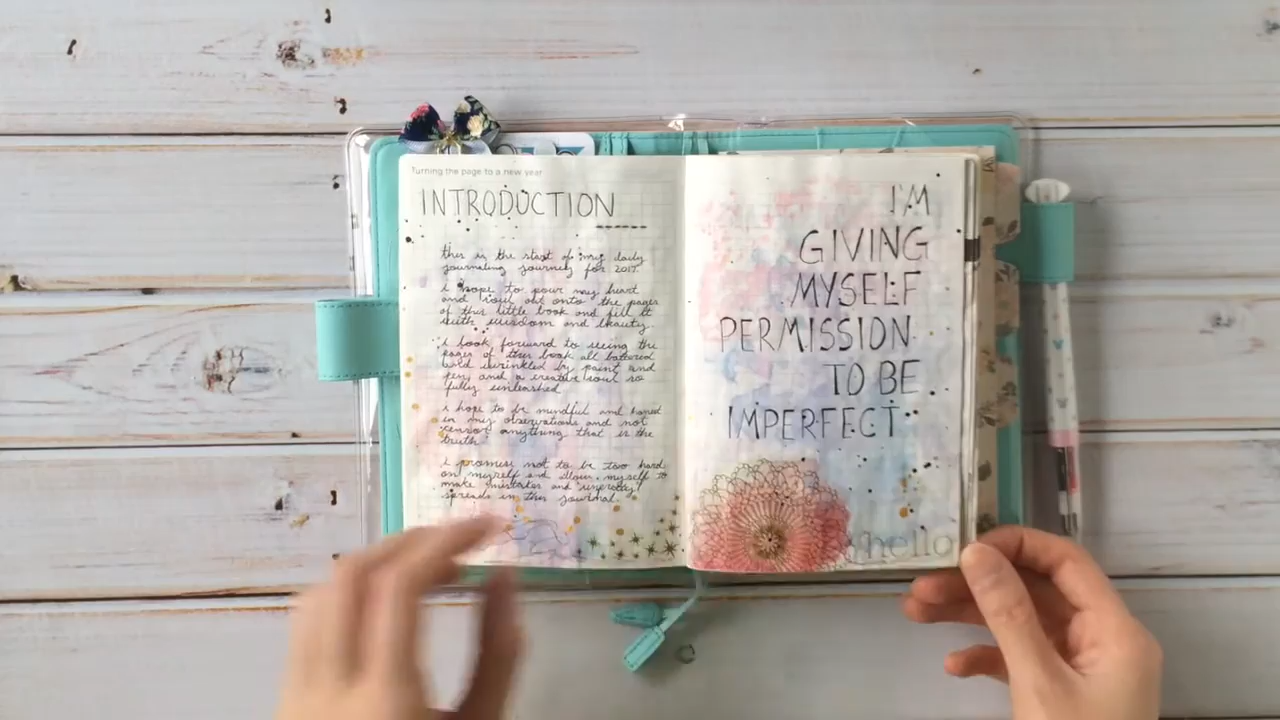 Turning the page to a new year
INTRODUCTION
this is the start of my daily
journaling journey for 2017.
i hope to pour my heart
and soul out onto the pages
of this little book and fill it
with wisdom and beauty.
i look forward to seeing the
pages of this book all battered
and wrinkled by paint and
pen and a creative soul so
fully unleashed
i hope to be mindful and honest
in my observations and not
censor anything that is the
truth.
i promise not to be too hard
on myself and allow myself to
make mistakes and
spreads in this journal.
I'M
GIVING
MYSELF
PERMISSION
TO BE
IMPERFECT
hello